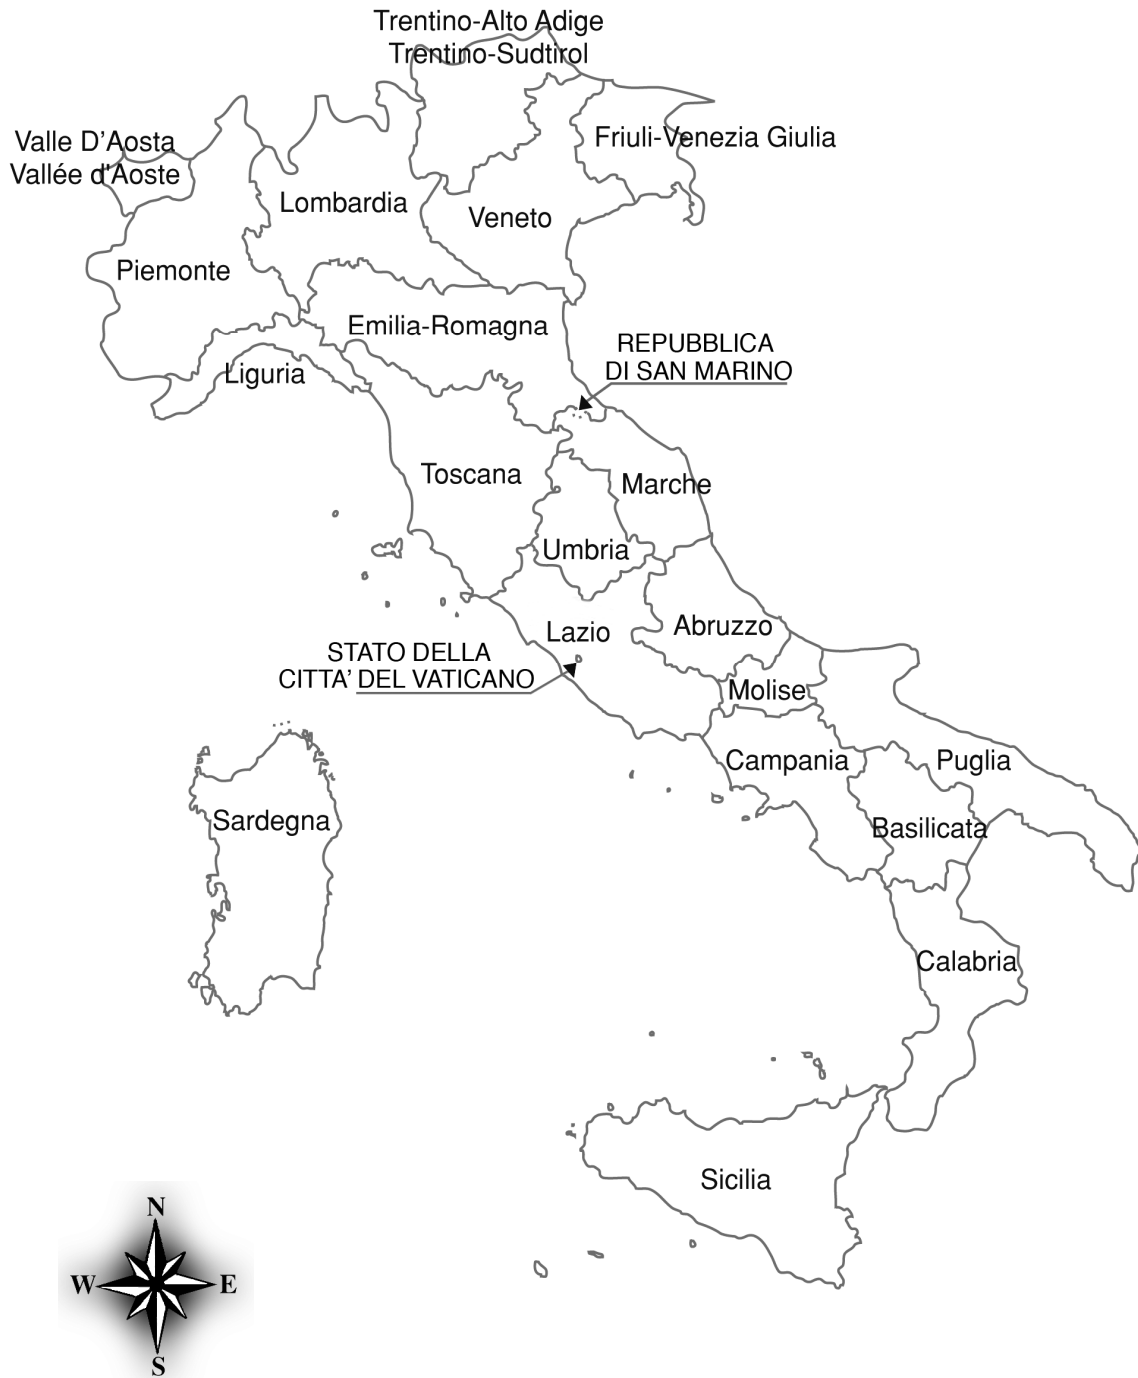 Trentino-Alto Adige
Trentino-Sudtirol
Valle D'Aosta
Vallée d'Aoste
Friuli-Venezia Giulia
Lombardia
Veneto
Piemonte
Emilia-Romagna
REPUBBLICA
DI SAN MARINO
Liguria
Toscana
Marche
Umbria
Lazio
Abruzzo
STATO DELLA
CITTA' DEL VATICANO
Molise
Campania
Puglia
Sardegna
Basilicata
Calabria
Sicilia
N
W
E
S